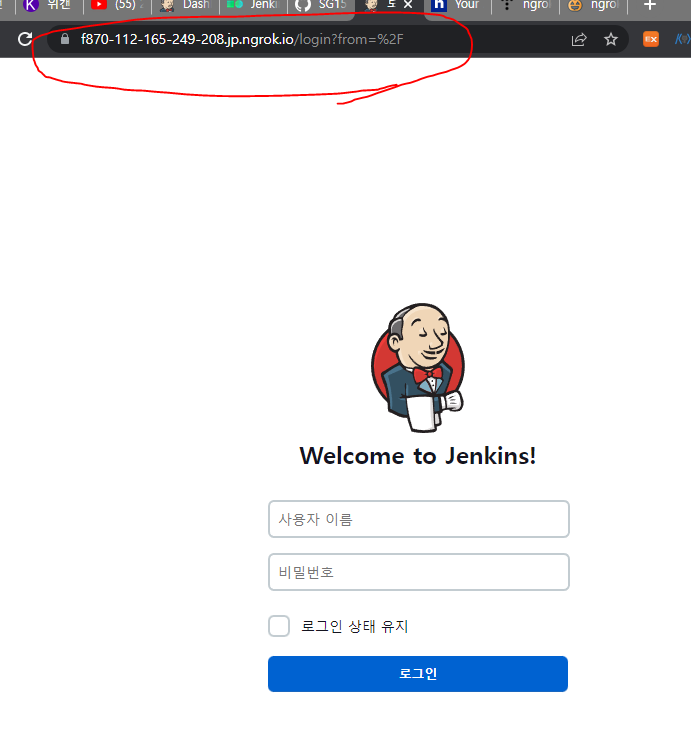 위캔
(55)
Dash
Jenki
SG15
도
Your
ngro
ngrol
f870-112-165-249-208.jp.ngrok.io/login?from=%2F
Welcome to Jenkins!
사용자 이름
비밀번호
로그인 상태 유지
로그인